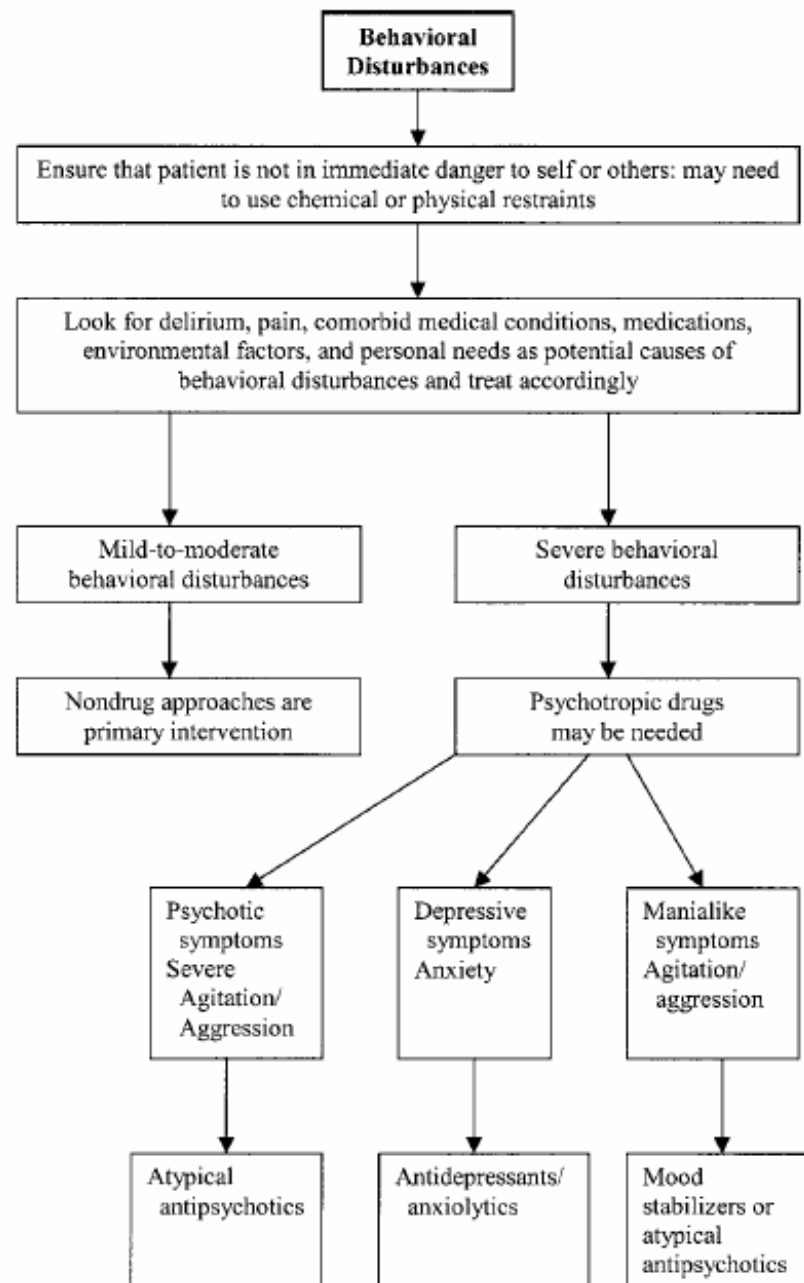 Behavioral
Disturbances
Ensure that patient is not in immediate danger to self or others: may need
to use chemical or physical restraints
Look for delirium, pain, comorbid medical conditions, medications,
environmental factors, and personal needs as potential causes of
behavioral disturbances and treat accordingly
Mild-to-moderate
behavioral disturbances
Severe behavioral
disturbances
Nondrug approaches are
primary intervention
Psychotropic drugs
may be needed
Psychotic
symptoms
Severe
Agitation/
Aggression
Depressive
symptoms
Anxiety
Manialike
symptoms
Agitation/
aggression
Atypical
antipsychotics
Antidepressants/
anxiolytics
Mood
stabilizers or
atypical
antipsychotics